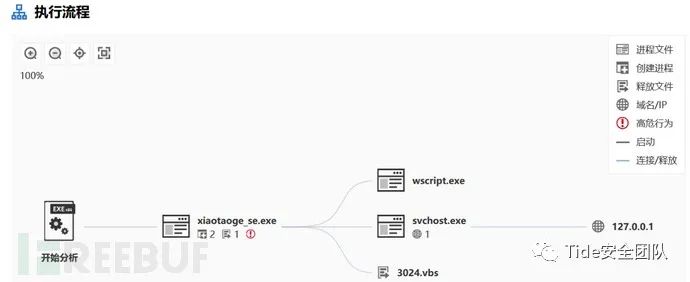 执行流程
100%
进程文件
创建进程
释放文件
域名/IP
高危行为
启动
连接/释放
EXE x86
开始分析
xiaotaoge_se.exe
2 1
wscript.exe
svchost.exe
1
3024.vbs
127.0.0.1
REEBUF
Tide安全团队